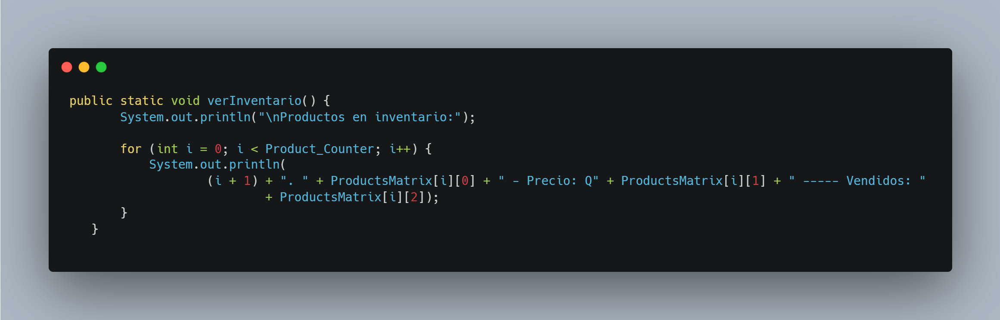 public static void verInventario() {
System.out.println("\nProductos en inventario:");
for (int i = 0; i < Product_Counter; i++) {
System.out.println(
(i + 1) + ". " + ProductsMatrix[i][0] + " - Precio: Q" + ProductsMatrix[i][1] + " ----- Vendidos: "
+ ProductsMatrix[i][2]);
}
}